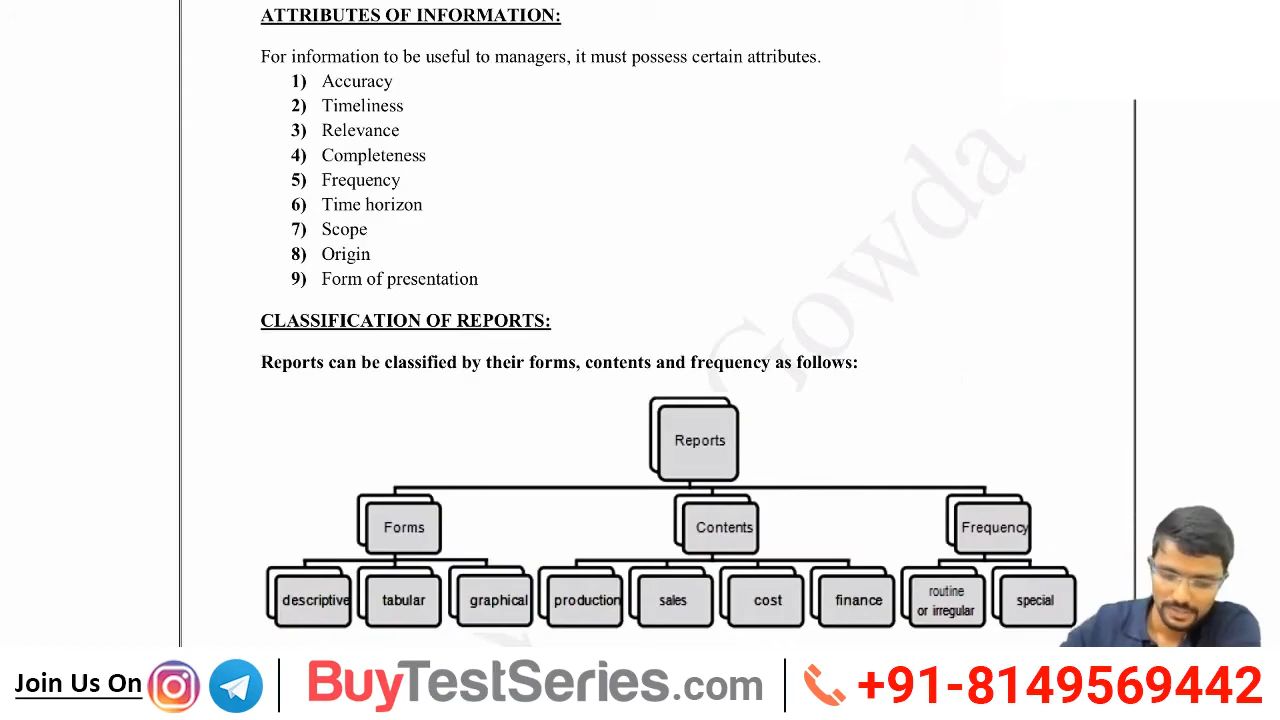 ATTRIBUTES OF INFORMATION:
For information to be useful to managers, it must possess certain attributes.
1) Accuracy
2) Timeliness
3) Relevance
4) Completeness
5) Frequency
6) Time horizon
7) Scope
8) Origin
9) Form of presentation
CLASSIFICATION OF REPORTS:
Reports can be classified by their forms, contents and frequency as follows:
Reports
Forms
Contents
Frequency
descriptive
tabular
graphical
production
sales
cost
finance
routine
or irregular
special
Gowda
Join Us On
BuyTestSeries.com
+91-8149569442